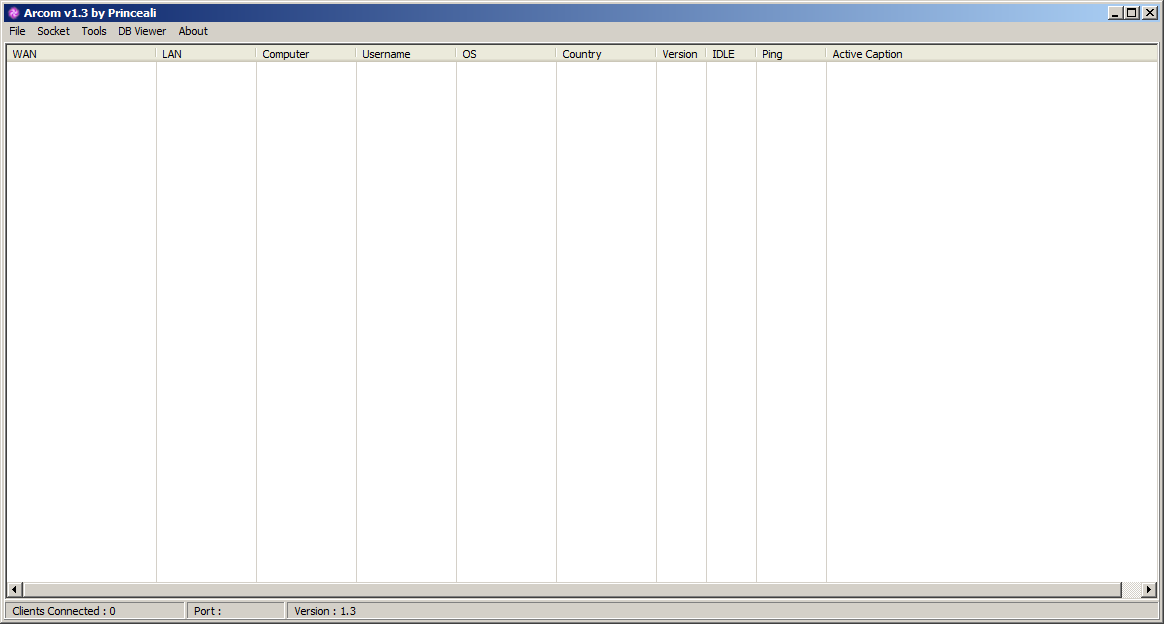 Arcom v1.3 by Princeali
File Socket Tools DB Viewer About
WAN LAN Computer Username OS Country Version IDLE Ping Active Caption
Clients Connected : 0 Port : Version : 1.3